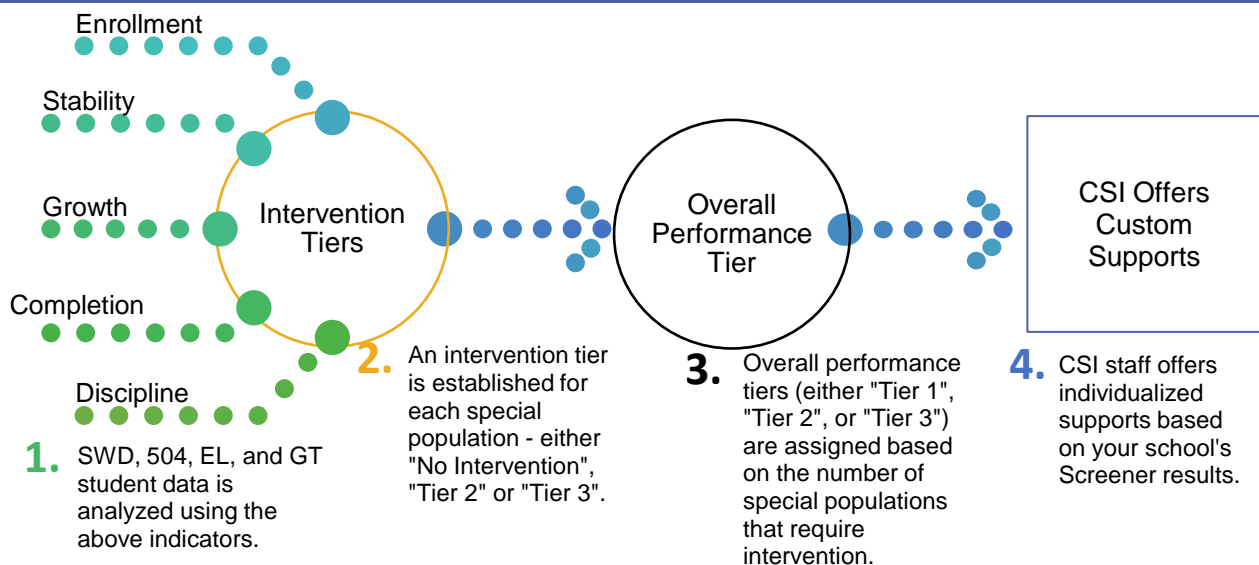 Enrollment
Stability
Growth
Completion
Discipline
Intervention
Tiers
Overall
Performance
Tier
CSI Offers
Custom
Supports
1.
SWD, 504, EL, and GT
student data is
analyzed using the
above indicators.
2.
An intervention tier
is established for
each special
population - either
"No Intervention",
"Tier 2" or "Tier 3".
3.
Overall performance
tiers (either "Tier 1",
"Tier 2", or "Tier 3")
are assigned based
on the number of
special populations
that require
intervention.
4.
CSI staff offers
individualized
supports based
on your school's
Screener results.